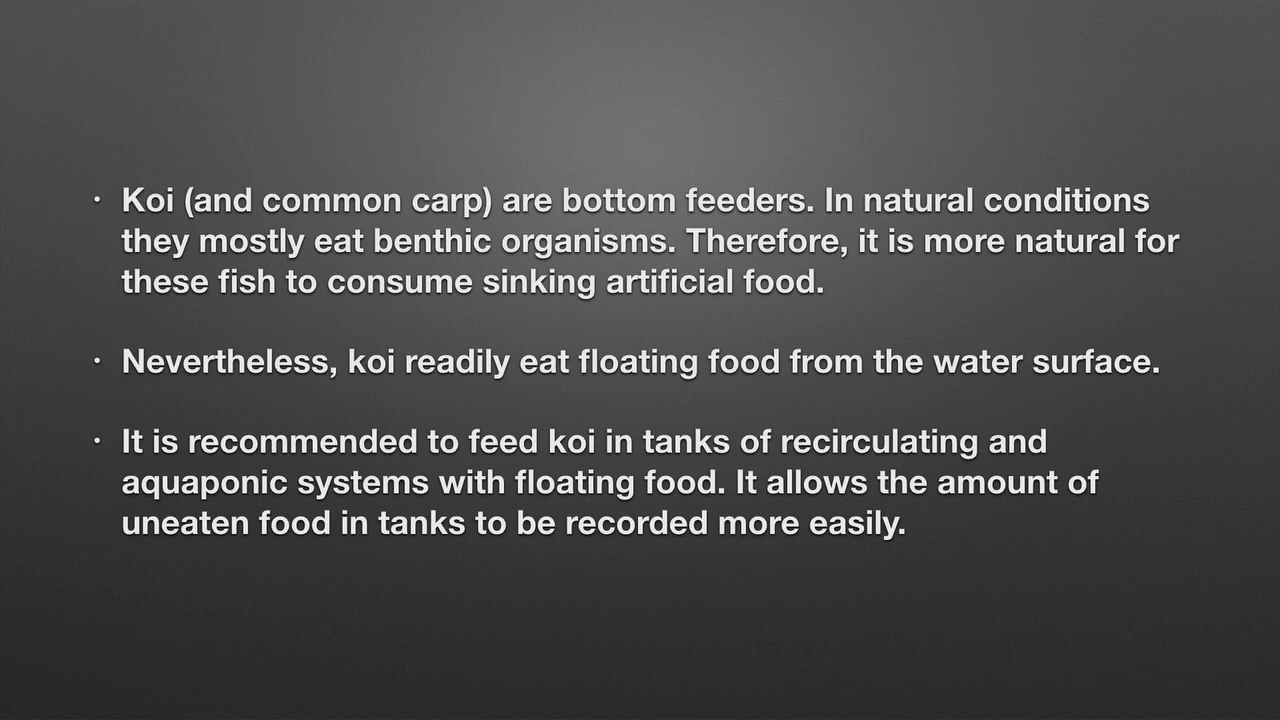 · Koi (and common carp) are bottom feeders. In natural conditions
they mostly eat benthic organisms. Therefore, it is more natural for
these fish to consume sinking artificial food.
· Nevertheless, koi readily eat floating food from the water surface.
· It is recommended to feed koi in tanks of recirculating and
aquaponic systems with floating food. It allows the amount of
uneaten food in tanks to be recorded more easily.